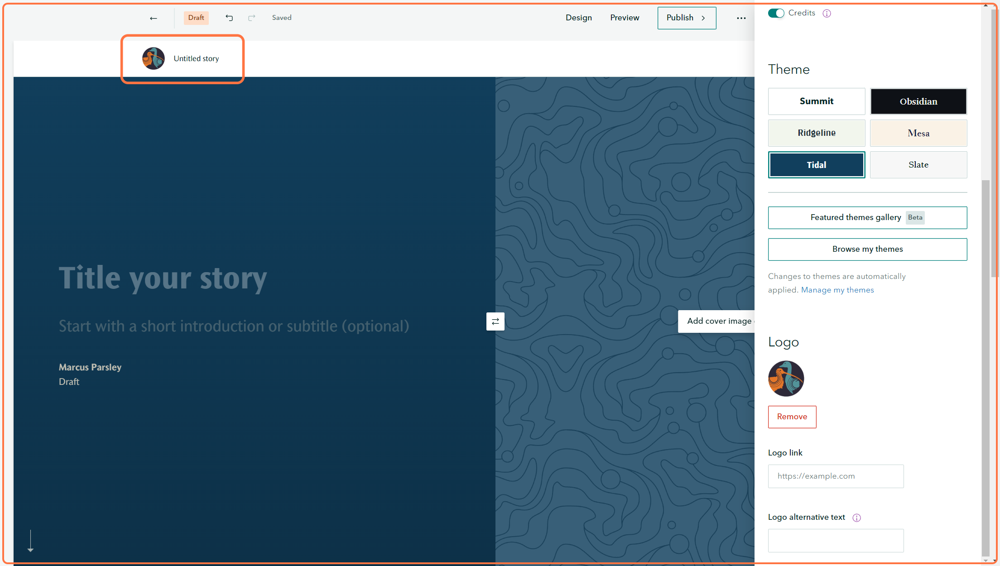 Draft
Saved
Design
Preview
Publish
Untitled story
Title your story
Start with a short introduction or subtitle (optional)
Marcus Parsley
Draft
Add cover image
Credits
Theme
Summit
Obsidian
Ridgeline
Mesa
Tidal
Slate
Featured themes gallery Beta
Browse my themes
Changes to themes are automatically
applied. Manage my themes
Logo
Remove
Logo link
https://example.com
Logo alternative text